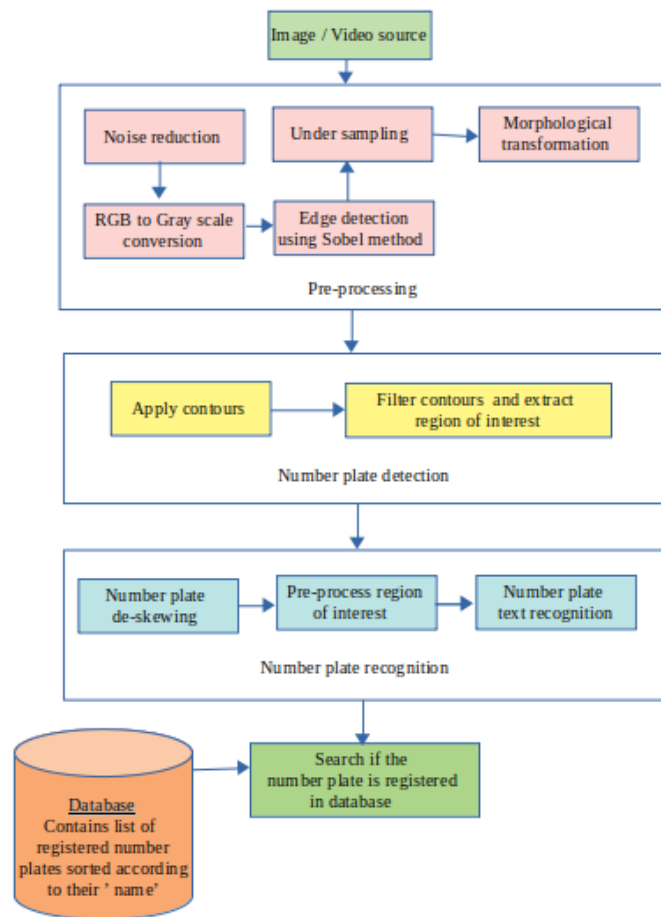 Image / Video source
Noise reduction
RGB to Gray scale
conversion
Edge detection
using Sobel method
Under sampling
Morphological
transformation
Pre-processing
Apply contours
Filter contours and extract
region of interest
Number plate detection
Number plate
de-skewing
Pre-process region
of interest
Number plate
text recognition
Number plate recognition
Database
Contains list of
registered number
plates sorted according
to their ’ name’
Search if the
number plate is registered
in database